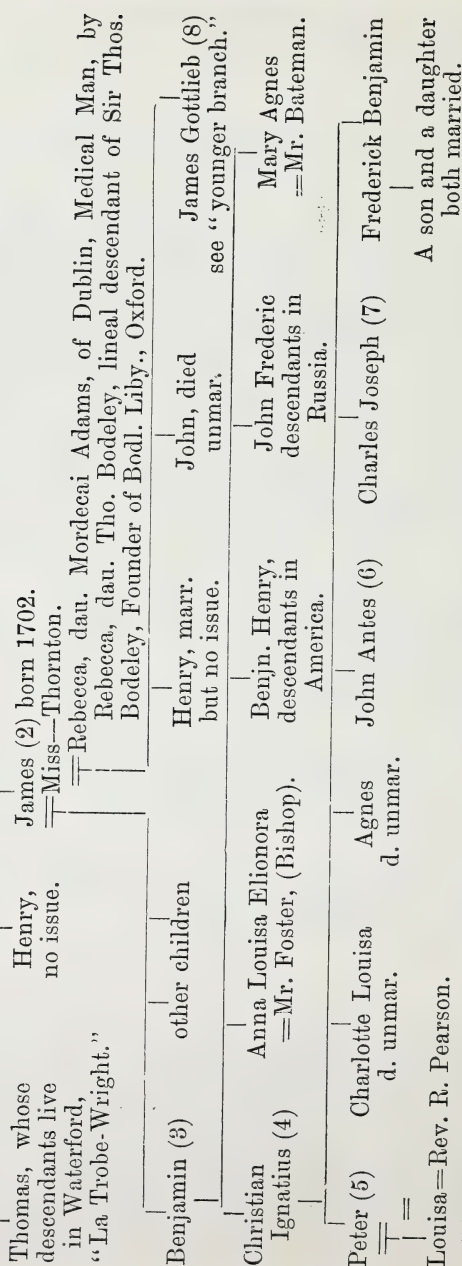 Thomas, whose
descendants live
in Waterford,
“La Trobe-Wright.”
Henry,
no issue.
James (2) born 1702.
=Miss—Thornton.
=Rebecca, dau. Mordecai Adams, of Dublin, Medical Man, by
Rebecca, dau. Tho. Bodeley, lineal descendant of Sir Thos.
Bodeley, Founder of Bodl. Liby., Oxford.
Benjamin (3)
other children
Henry, marr.
but no issue.
John, died
unmar.
James Gottlieb (8)
see “younger branch.”
Christian
Ignatius (4)
Anna Louisa Elionora
=Mr. Foster, (Bishop).
Benjn. Henry,
descendants in
America.
John Frederic
descendants in
Russia.
Mary Agnes
=Mr. Bateman.
Peter (5)
=
Louisa=Rev. R. Pearson.
Charlotte Louisa
d. unmar.
Agnes
d. unmar.
John Antes (6)
Charles Joseph (7)
Frederick Benjamin
A son and a daughter
both married.